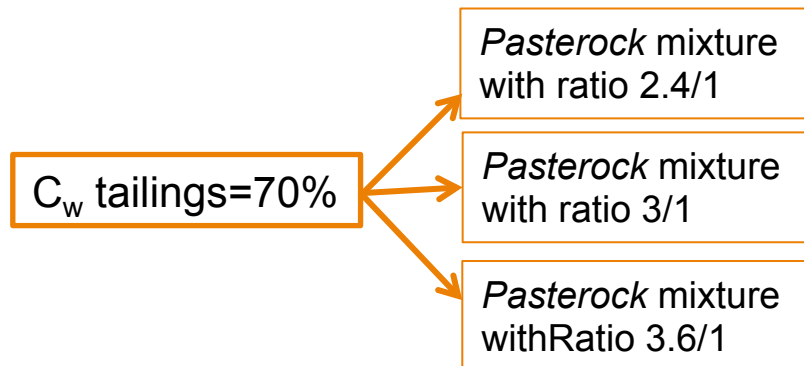 Pasterock mixture
with ratio 2.4/1
C_w tailings=70%
Pasterock mixture
with ratio 3/1
Pasterock mixture
withRatio 3.6/1